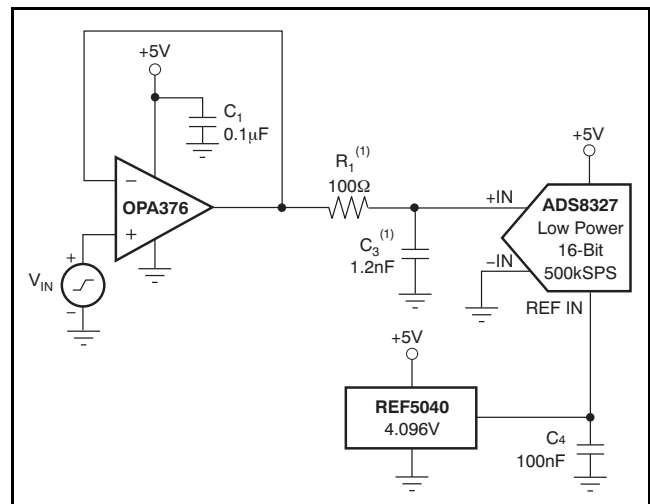 +5V
C₁
0.1µF
−
OPA376
+
+
V_IN
−
R₁⁽¹⁾
100Ω
C₃⁽¹⁾
1.2nF
+5V
+IN
ADS8327
Low Power
16-Bit
500kSPS
−IN
REF IN
+5V
REF5040
4.096V
C₄
100nF